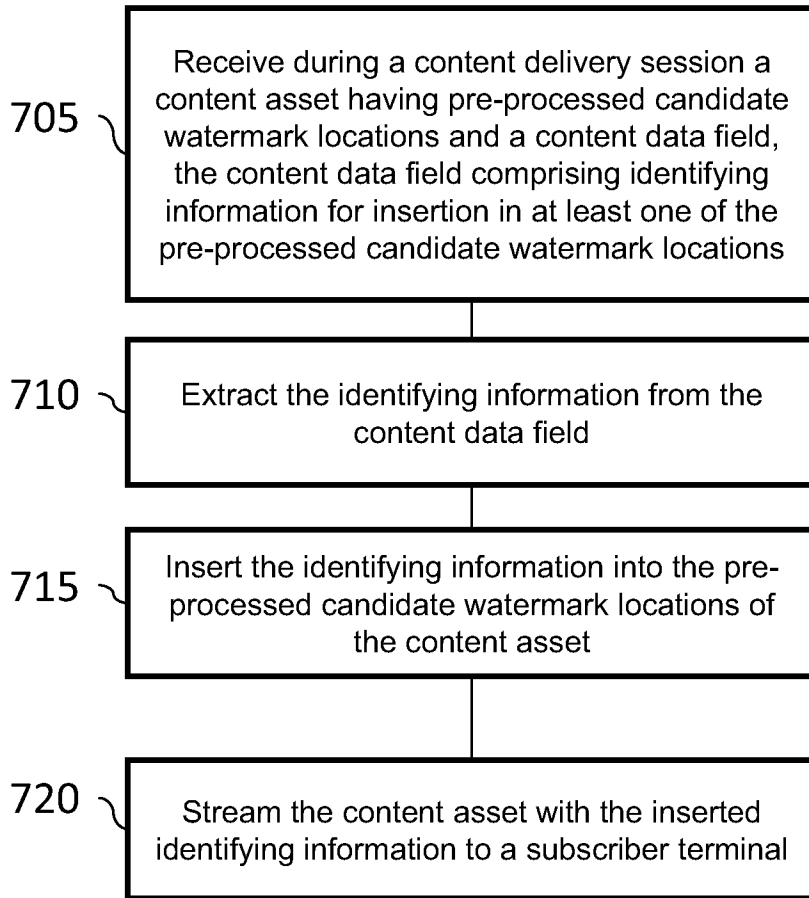 705
Receive during a content delivery session a
content asset having pre-processed candidate
watermark locations and a content data field,
the content data field comprising identifying
information for insertion in at least one of the
pre-processed candidate watermark locations
710
Extract the identifying information from the
content data field
715
Insert the identifying information into the pre-
processed candidate watermark locations of
the content asset
720
Stream the content asset with the inserted
identifying information to a subscriber terminal